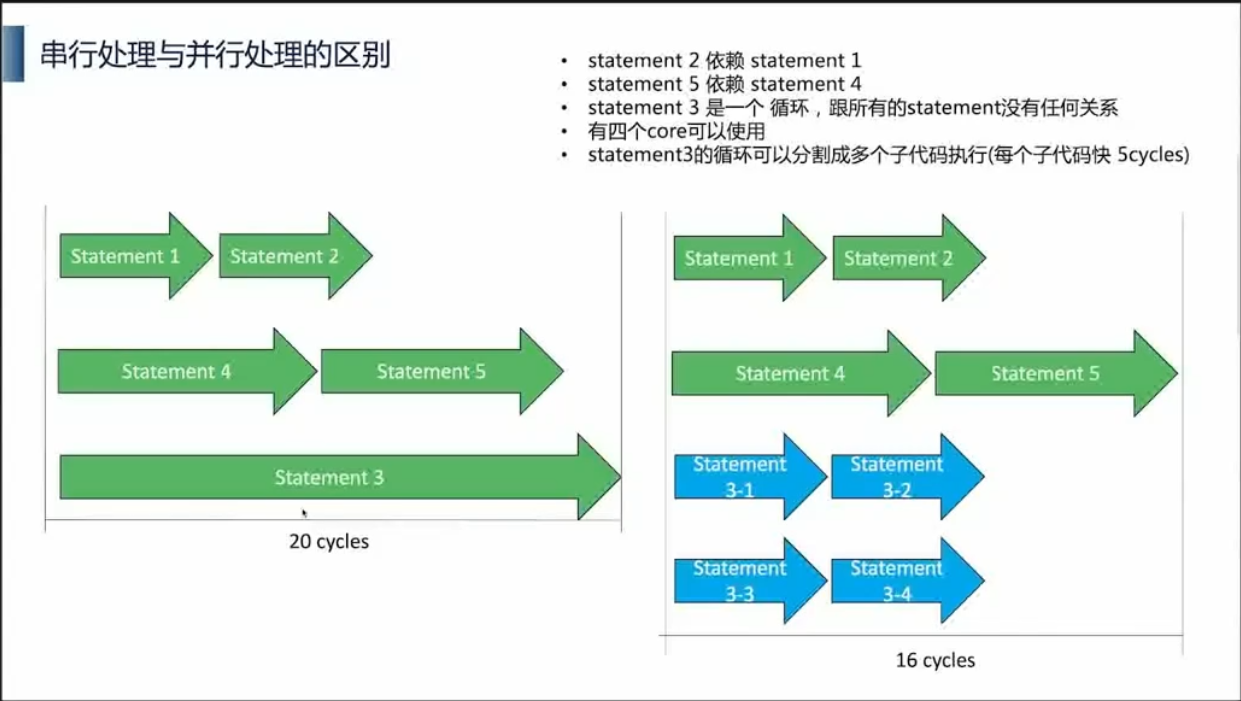 串行处理与并行处理的区别
• statement 2 依赖 statement 1
• statement 5 依赖 statement 4
• statement 3 是一个 循环，跟所有的statement没有任何关系
• 有四个core可以使用
• statement3的循环可以分割成多个子代码执行(每个子代码快 5cycles)
Statement 1
Statement 2
Statement 4
Statement 5
Statement 3
20 cycles
Statement 1
Statement 2
Statement 4
Statement 5
Statement
3-1
Statement
3-2
Statement
3-3
Statement
3-4
16 cycles